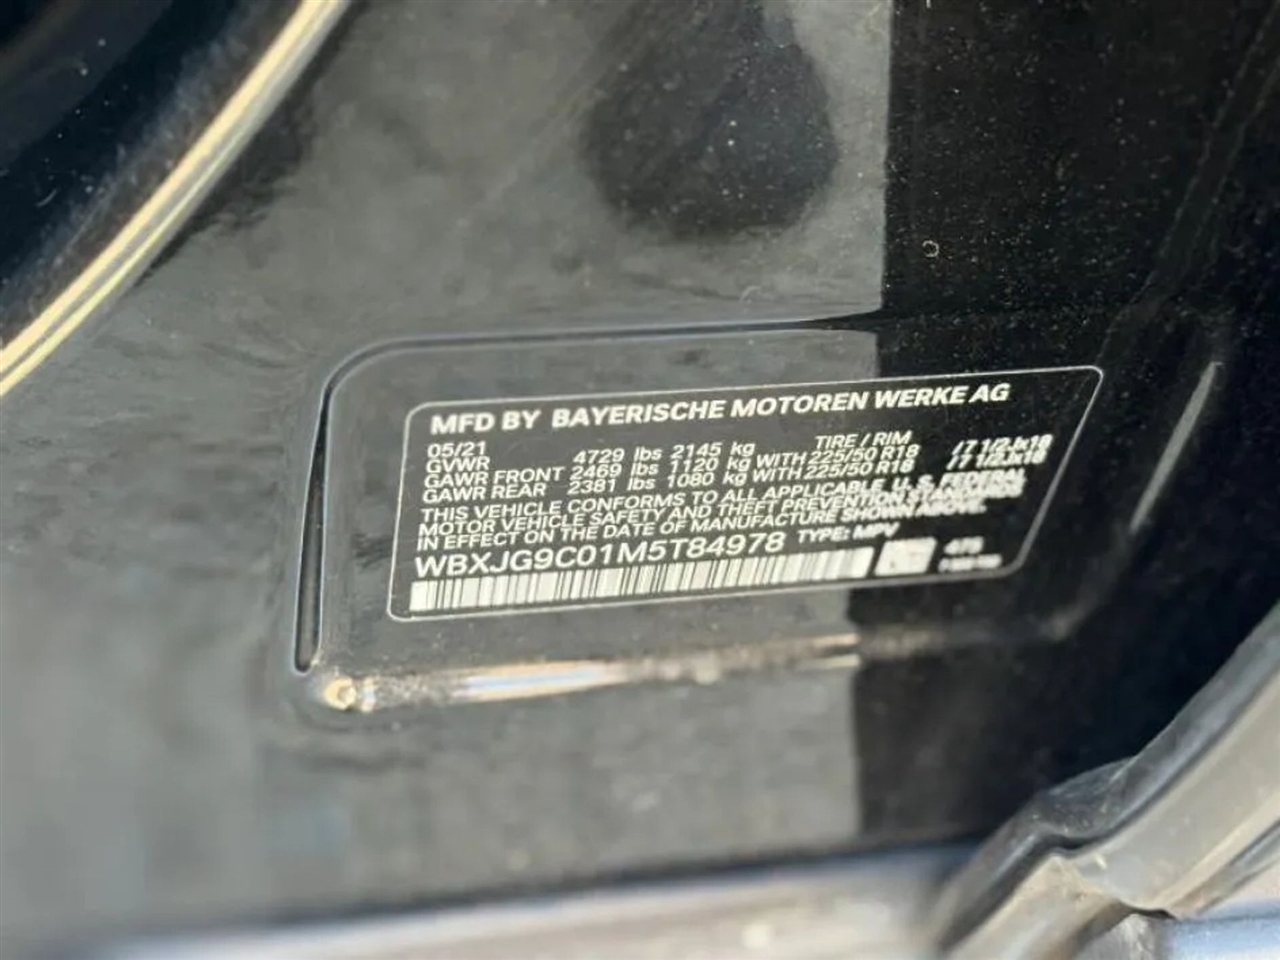 MFD BY BAYERISCHE MOTOREN WERKE AG
05/21 TIRE / RIM
GVWR 4729 lbs 2145 kg
GAWR FRONT 2469 lbs 1120 kg WITH 225/50 R18 / 7 1/2Jx18
GAWR REAR 2381 lbs 1080 kg WITH 225/50 R18 / 7 1/2Jx18
THIS VEHICLE CONFORMS TO ALL APPLICABLE U. S. FEDERAL
MOTOR VEHICLE SAFETY AND THEFT PREVENTION STANDARDS
IN EFFECT ON THE DATE OF MANUFACTURE SHOWN ABOVE.
WBXJG9C01M5T84978 TYPE: MPV
475